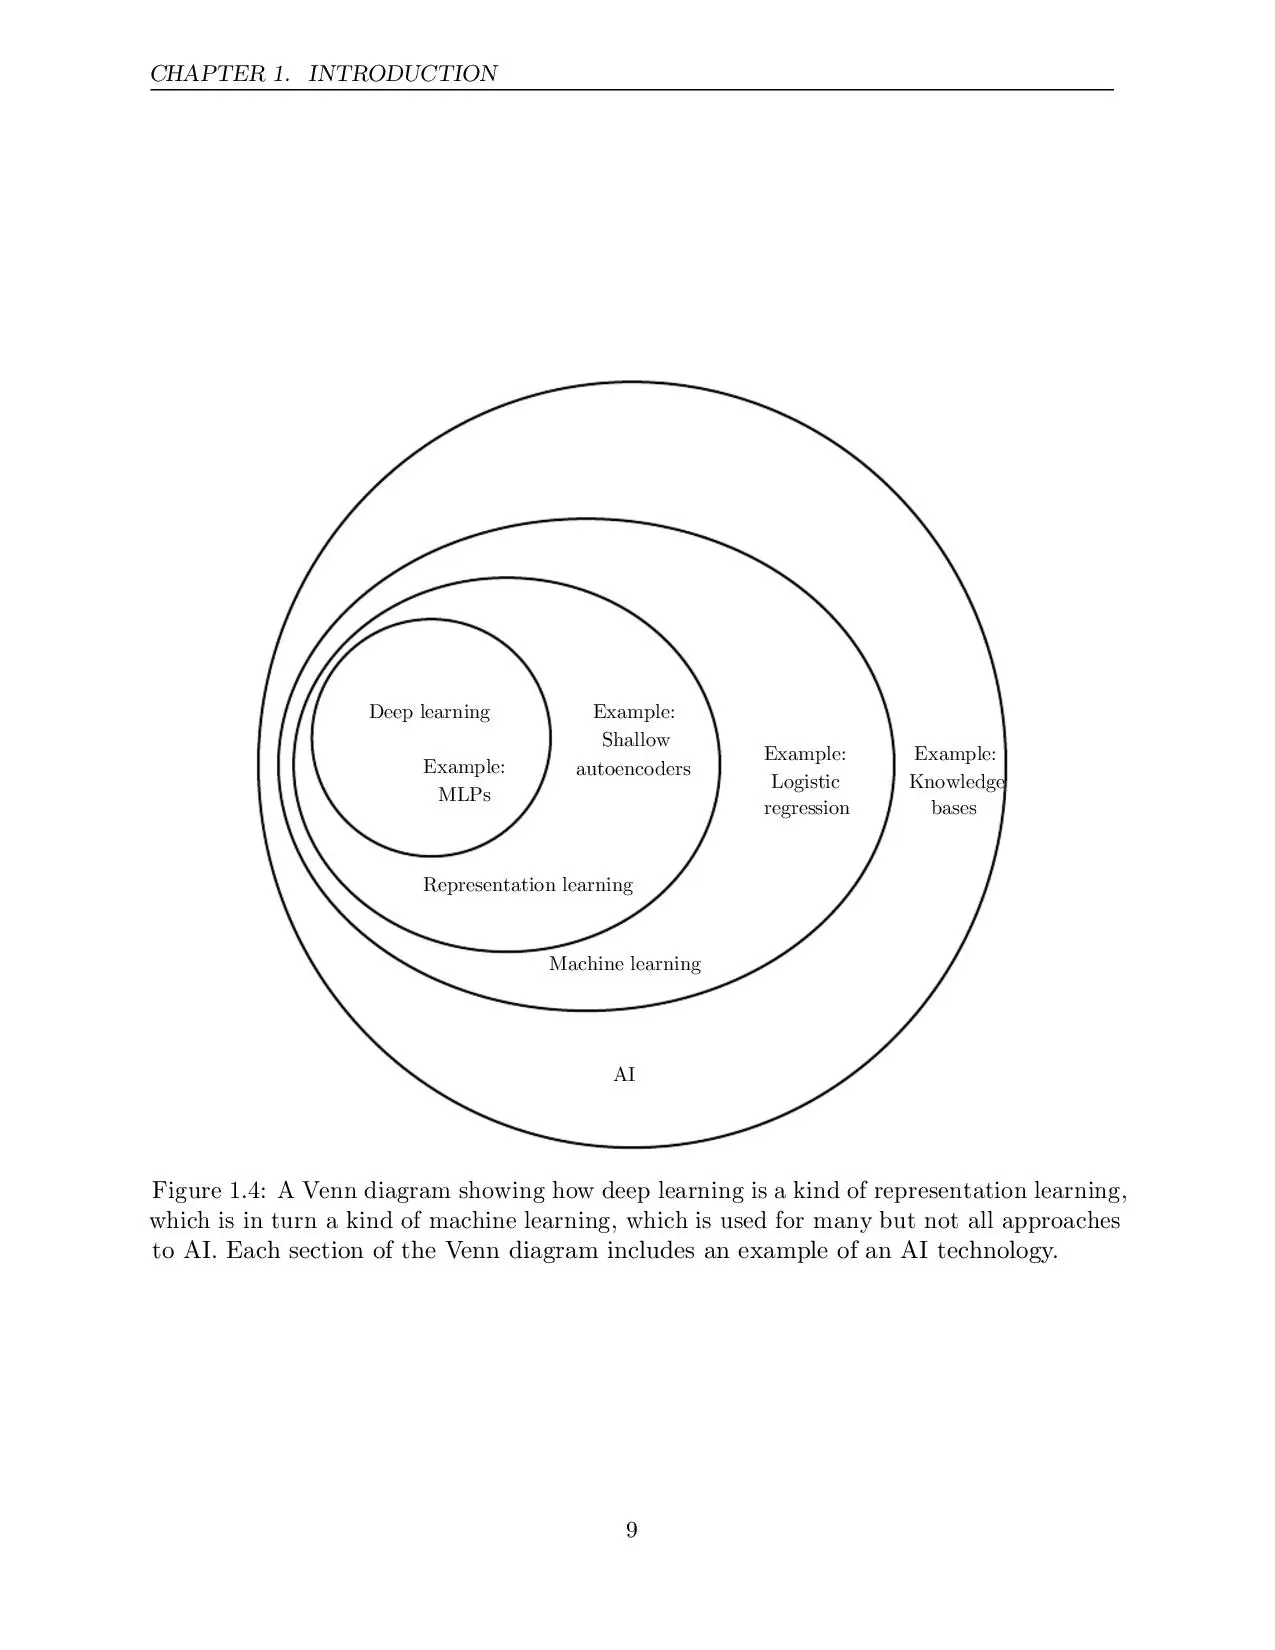 CHAPTER 1. INTRODUCTION
Deep learning
Example:
MLPs
Example:
Shallow
autoencoders
Example:
Logistic
regression
Example:
Knowledge
bases
Representation learning
Machine learning
AI
Figure 1.4: A Venn diagram showing how deep learning is a kind of representation learning,
which is in turn a kind of machine learning, which is used for many but not all approaches
to AI. Each section of the Venn diagram includes an example of an AI technology.
9